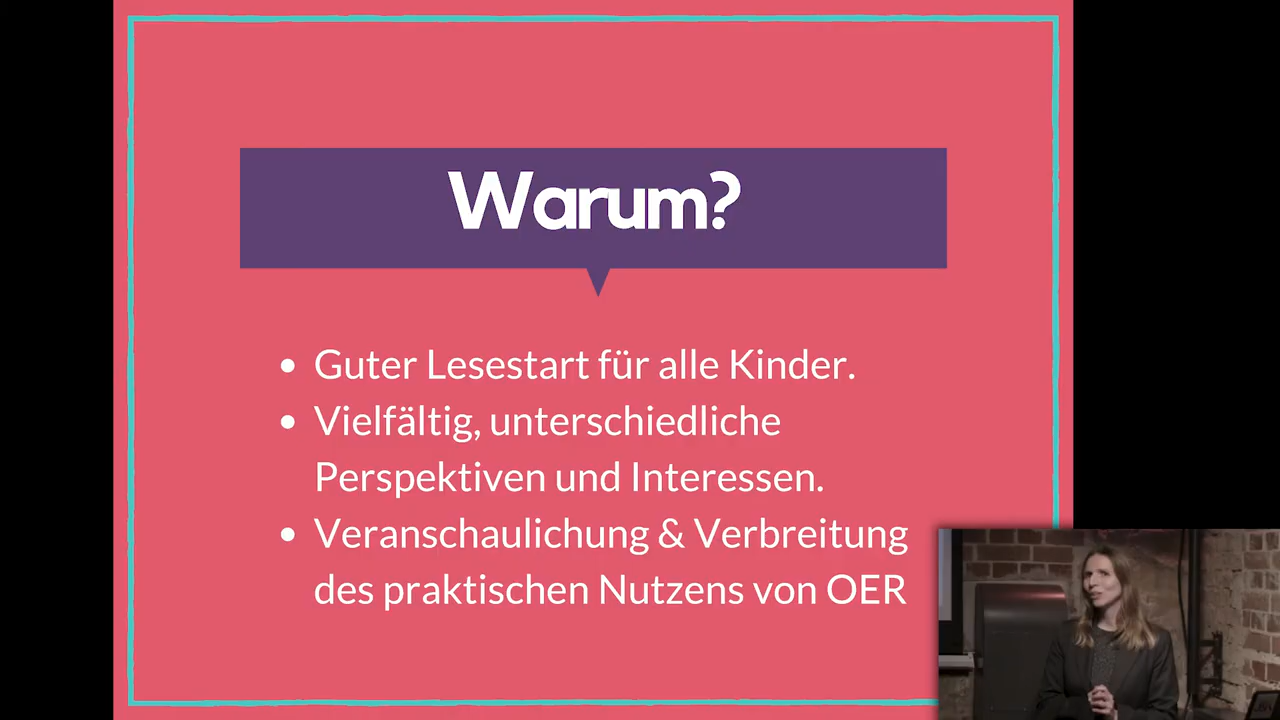 Warum?
• Guter Lesestart für alle Kinder.
• Vielfältig, unterschiedliche
Perspektiven und Interessen.
• Veranschaulichung & Verbreitung
des praktischen Nutzens von OER